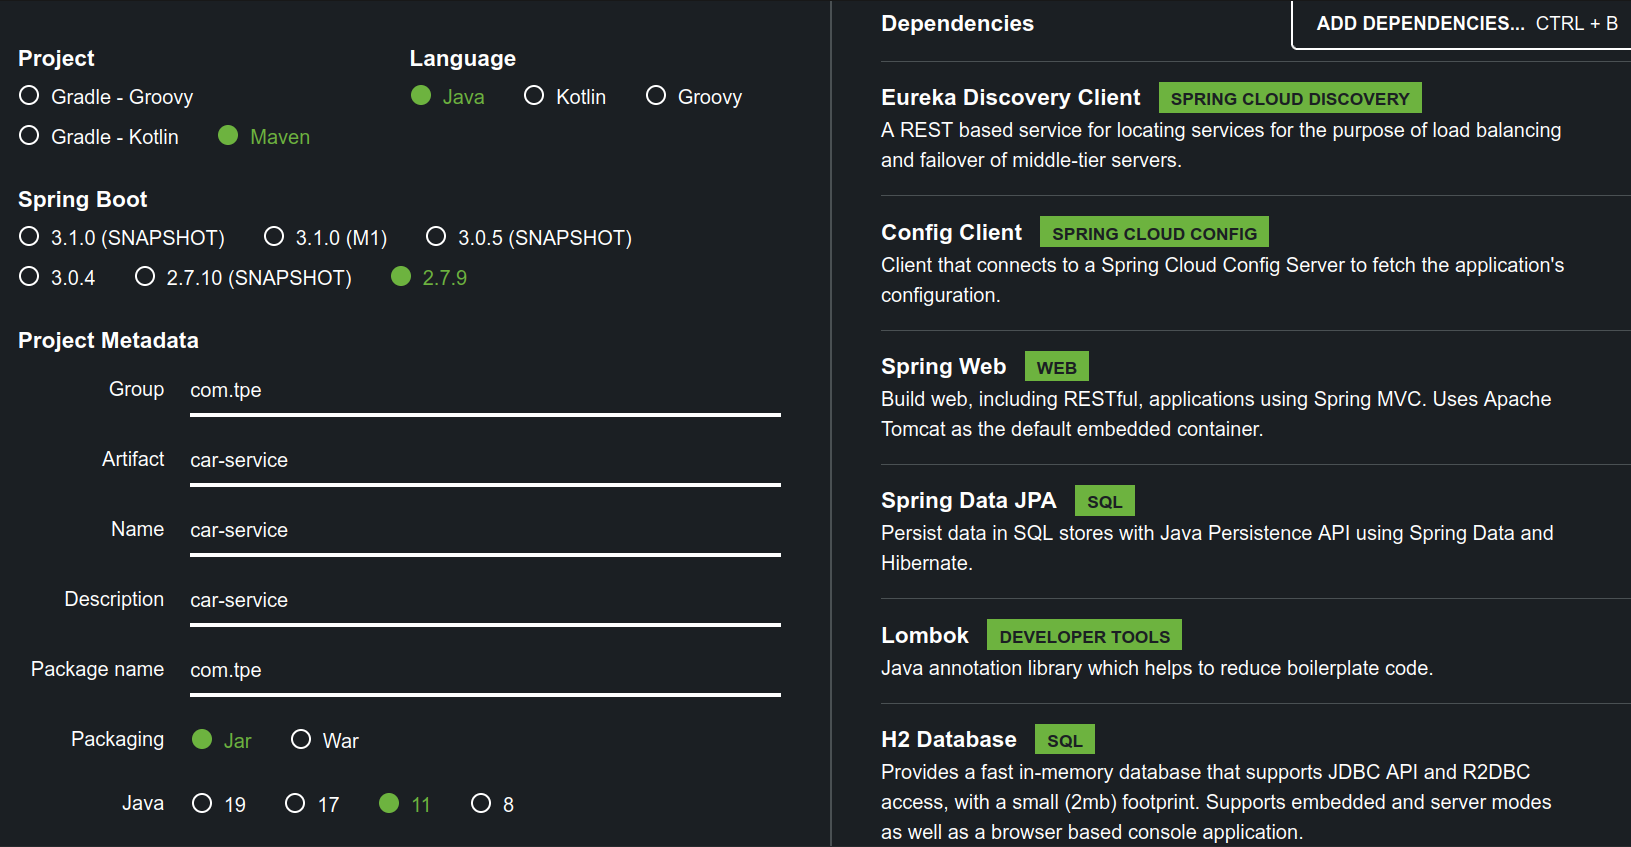 Project
Gradle - Groovy
Gradle - Kotlin Maven
Language
Java Kotlin Groovy
Spring Boot
3.1.0 (SNAPSHOT) 3.1.0 (M1) 3.0.5 (SNAPSHOT)
3.0.4 2.7.10 (SNAPSHOT) 2.7.9
Project Metadata
Group com.tpe
Artifact car-service
Name car-service
Description car-service
Package name com.tpe
Packaging Jar War
Java 19 17 11 8
Dependencies ADD DEPENDENCIES... CTRL + B
Eureka Discovery Client SPRING CLOUD DISCOVERY
A REST based service for locating services for the purpose of load balancing
and failover of middle-tier servers.
Config Client SPRING CLOUD CONFIG
Client that connects to a Spring Cloud Config Server to fetch the application's
configuration.
Spring Web WEB
Build web, including RESTful, applications using Spring MVC. Uses Apache
Tomcat as the default embedded container.
Spring Data JPA SQL
Persist data in SQL stores with Java Persistence API using Spring Data and
Hibernate.
Lombok DEVELOPER TOOLS
Java annotation library which helps to reduce boilerplate code.
H2 Database SQL
Provides a fast in-memory database that supports JDBC API and R2DBC
access, with a small (2mb) footprint. Supports embedded and server modes
as well as a browser based console application.